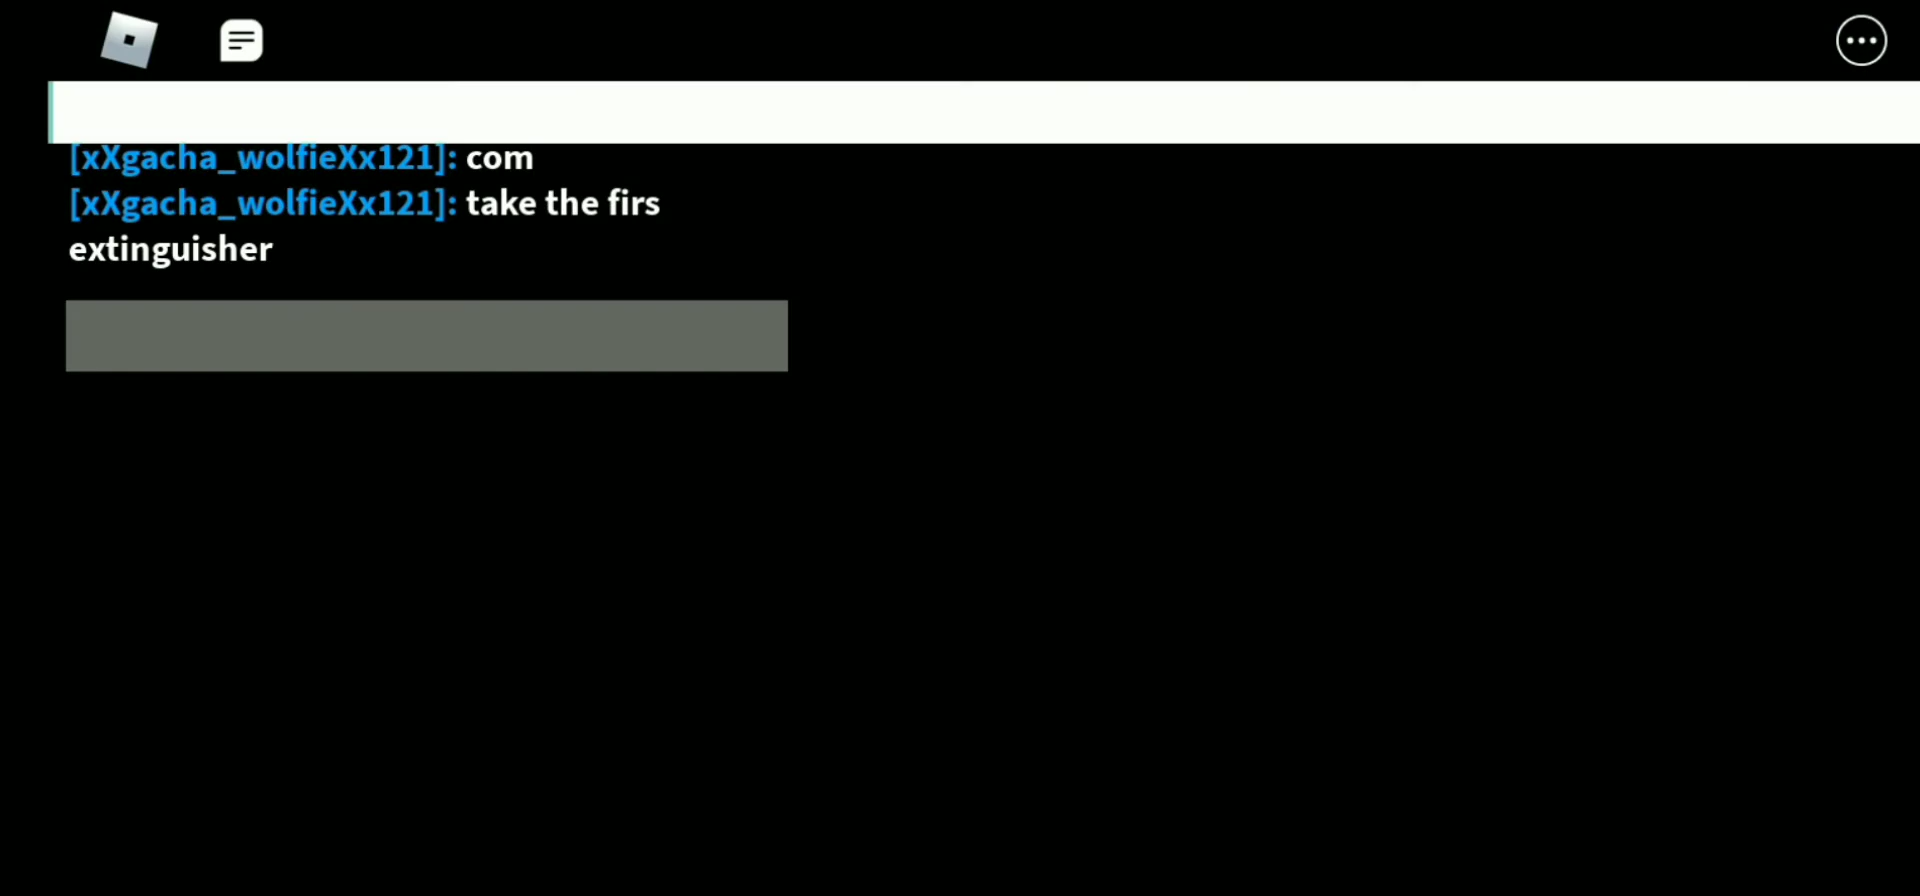 [xXgacha_wolfieXx121]: com
[xXgacha_wolfieXx121]: take the firs
extinguisher